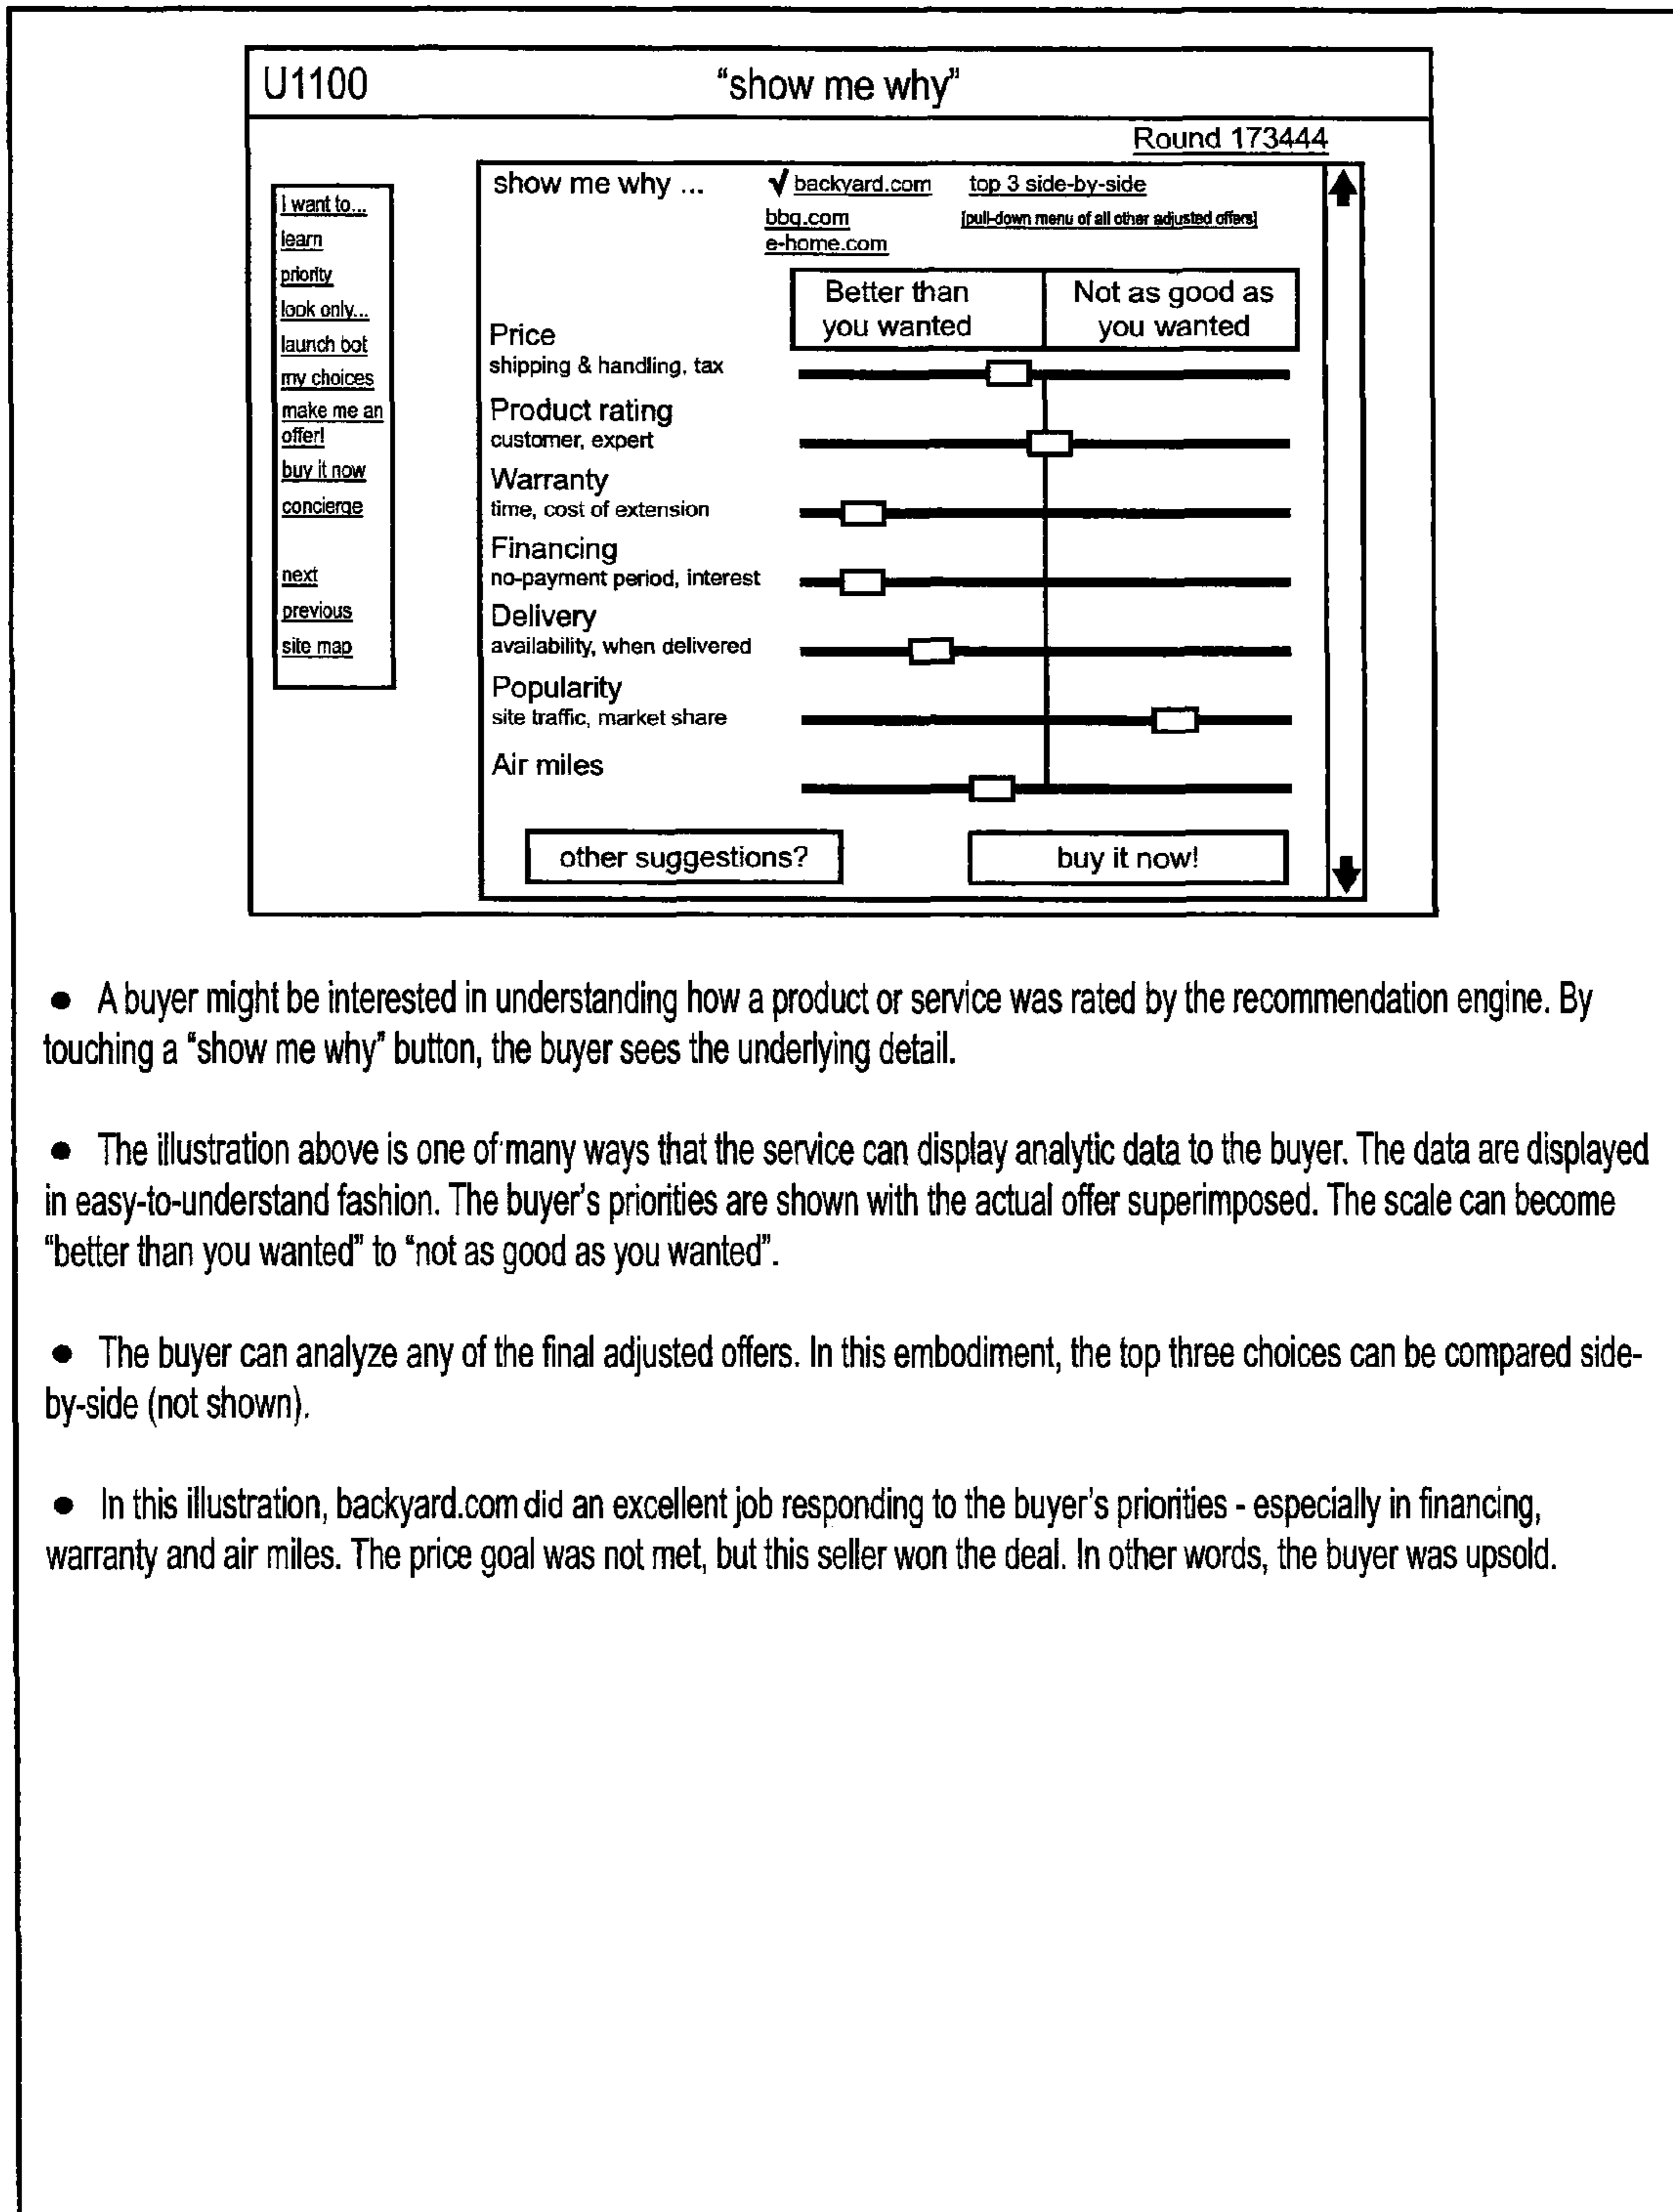 U1100
“show me why”
Round 173444
I want to...
learn
priority
look only...
launch bot
my choices
make me an
offer!
buy it now
concierge
next
previous
site map
show me why ...
√ backyard.com
top 3 side-by-side
bbq.com
[pull-down menu of all other adjusted offers]
e-home.com
Better than
you wanted
Not as good as
you wanted
Price
shipping & handling, tax
Product rating
customer, expert
Warranty
time, cost of extension
Financing
no-payment period, interest
Delivery
availability, when delivered
Popularity
site traffic, market share
Air miles
other suggestions?
buy it now!
● A buyer might be interested in understanding how a product or service was rated by the recommendation engine. By
touching a “show me why” button, the buyer sees the underlying detail.
● The illustration above is one of many ways that the service can display analytic data to the buyer. The data are displayed
in easy-to-understand fashion. The buyer’s priorities are shown with the actual offer superimposed. The scale can become
“better than you wanted” to “not as good as you wanted”.
● The buyer can analyze any of the final adjusted offers. In this embodiment, the top three choices can be compared side-
by-side (not shown).
● In this illustration, backyard.com did an excellent job responding to the buyer’s priorities - especially in financing,
warranty and air miles. The price goal was not met, but this seller won the deal. In other words, the buyer was upsold.